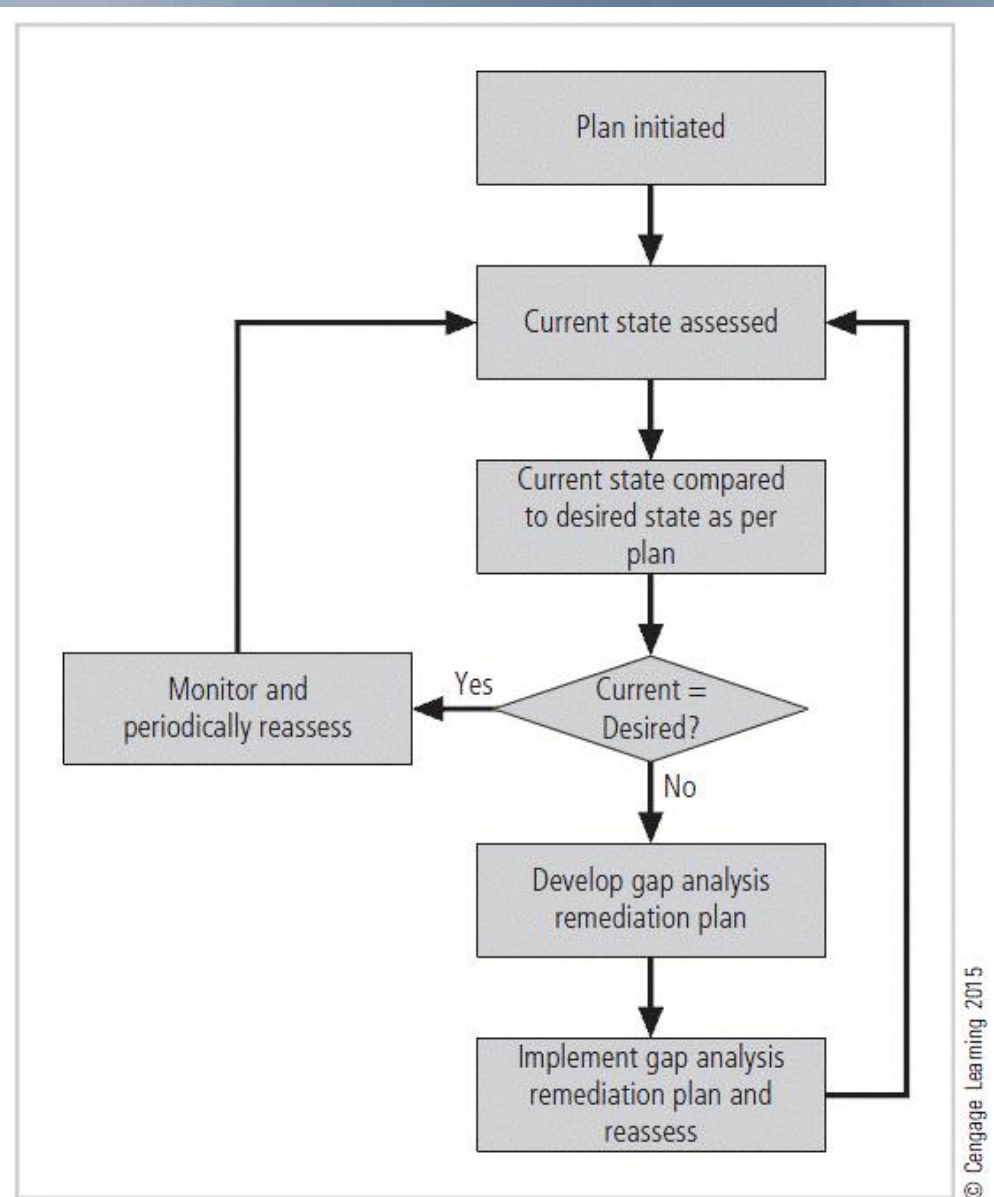 Plan initiated
Current state assessed
Current state compared
to desired state as per
plan
Monitor and
periodically reassess
Yes
Current =
Desired?
No
Develop gap analysis
remediation plan
Implement gap analysis
remediation plan and
reassess
© Cengage Learning 2015